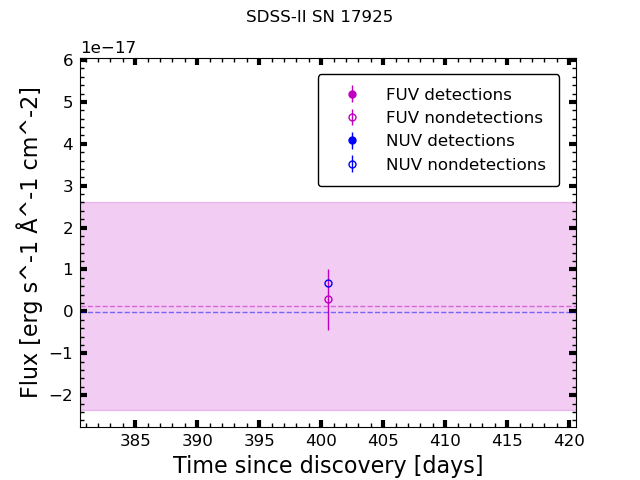 SDSS-II SN 17925
1e−17
FUV detections
FUV nondetections
NUV detections
NUV nondetections
6
5
4
3
2
1
0
−1
−2
Flux [erg s^-1 Å^-1 cm^-2]
385 390 395 400 405 410 415 420
Time since discovery [days]